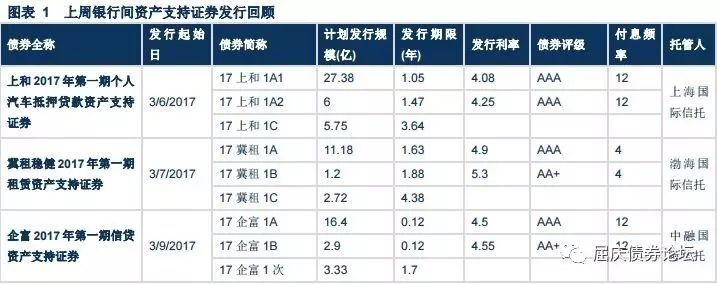 图表 1 上周银行间资产支持证券发行回顾
债券全称 发行起始日 债券简称 计划发行规模(亿) 发行期限(年) 发行利率 债券评级 付息频率 托管人
上和 2017 年第一期个人汽车抵押贷款资产支持证券 3/6/2017 17 上和 1A1 27.38 1.05 4.08 AAA 12 上海国际信托
17 上和 1A2 6 1.47 4.25 AAA 12
17 上和 1C 5.75 3.64
冀租稳健 2017 年第一期租赁资产支持证券 3/7/2017 17 冀租 1A 11.18 1.63 4.9 AAA 4 渤海国际信托
17 冀租 1B 1.2 1.88 5.3 AA+ 4
17 冀租 1C 2.72 4.38
企富 2017 年第一期信贷资产支持证券 3/9/2017 17 企富 1A 16.4 0.12 4.5 AAA 12 中融国际信托
17 企富 1B 2.9 0.12 4.55 AA+ 12
17 企富 1 次 3.33 1.7
屈庆债券论坛